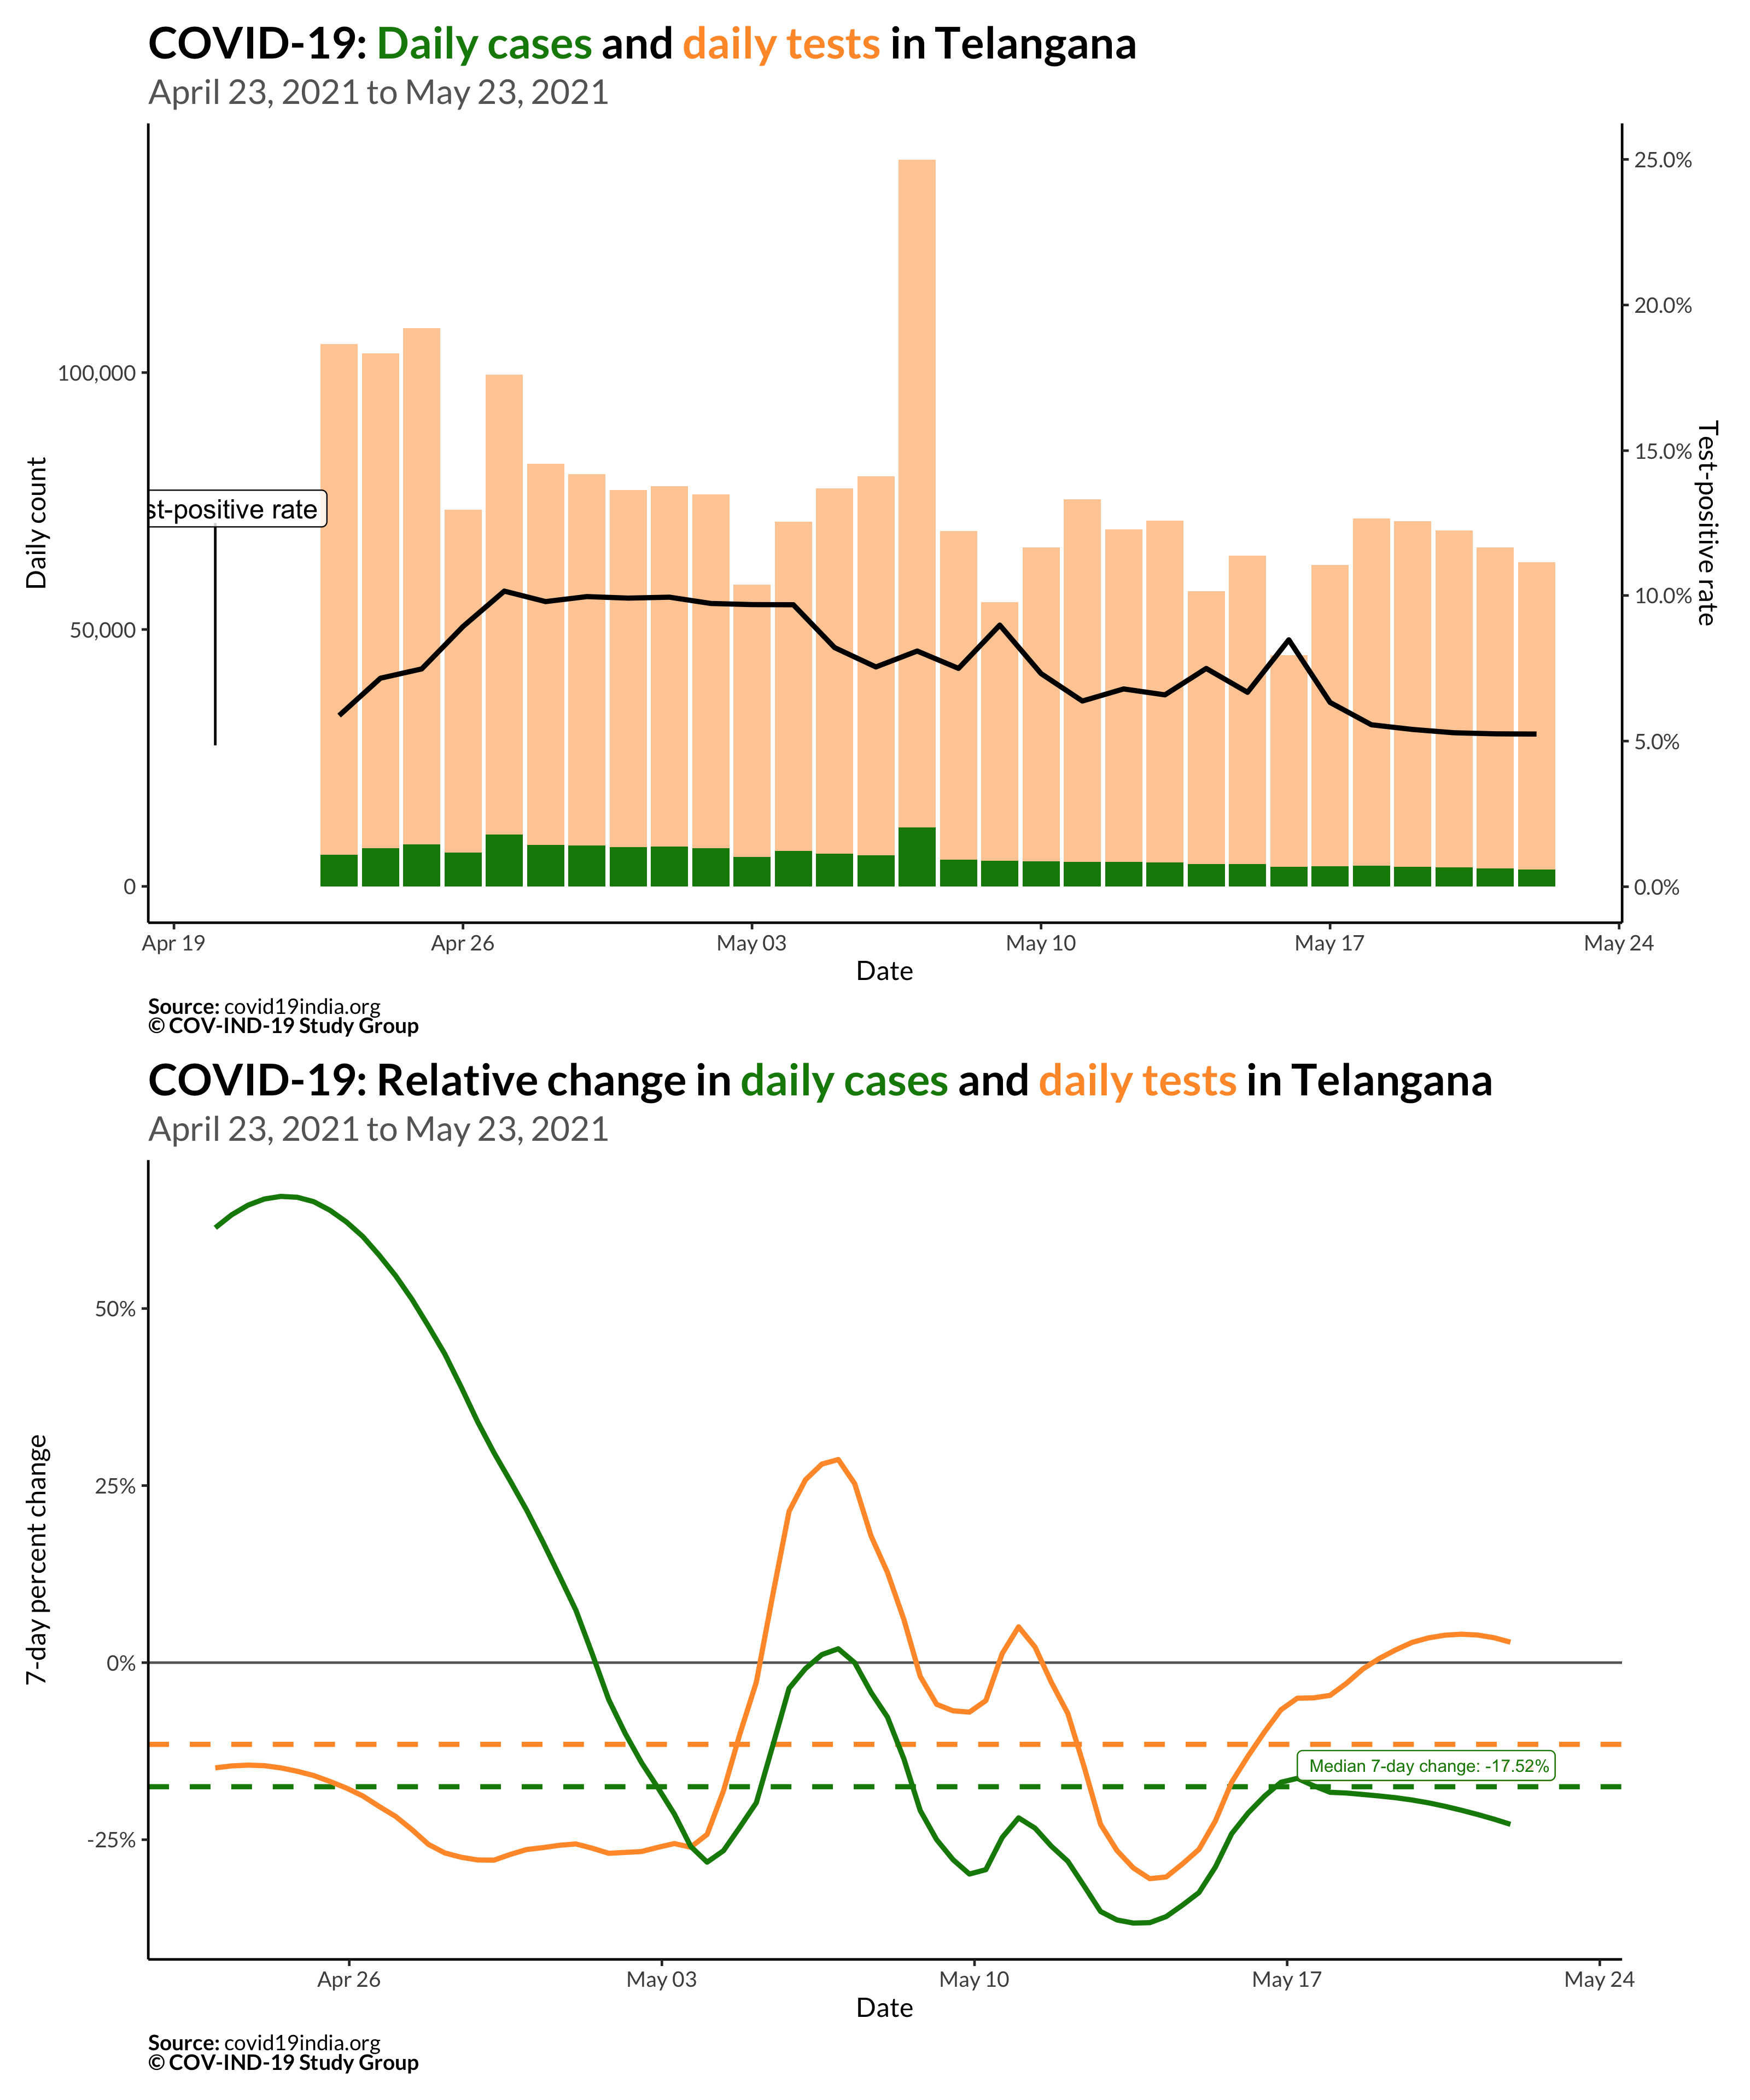 COVID-19: Daily cases and daily tests in Telangana
April 23, 2021 to May 23, 2021
25.0%
20.0%
100,000
15.0%
st-positive rate
Daily count
Test-positive rate
10.0%
50,000
5.0%
0
0.0%
Apr 19
Apr 26
May 03
May 10
May 17
May 24
Date
Source: covid19india.org
© COV-IND-19 Study Group
COVID-19: Relative change in daily cases and daily tests in Telangana
April 23, 2021 to May 23, 2021
50%
25%
7-day percent change
0%
Median 7-day change: -17.52%
-25%
Apr 26
May 03
May 10
May 17
May 24
Date
Source: covid19india.org
© COV-IND-19 Study Group